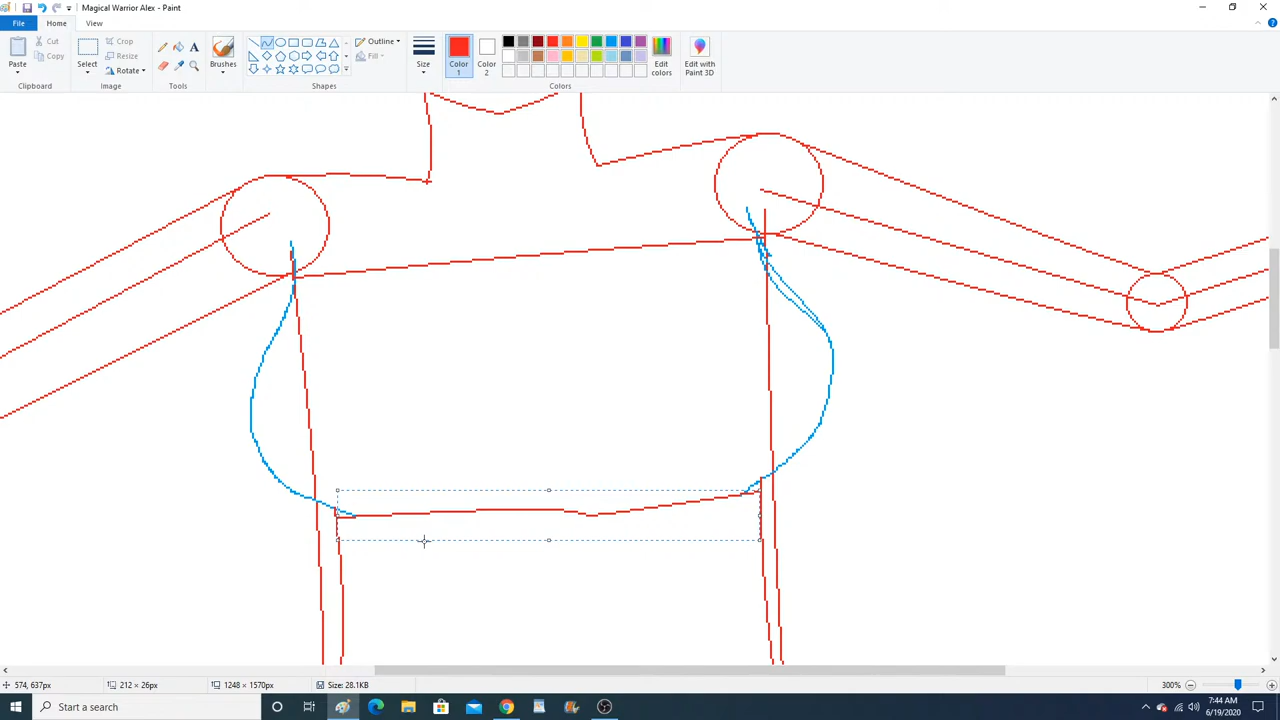 Magical Warrior Alex - Paint
File Home View
Paste
Cut
Copy
Clipboard
Select
Crop
Resize
Rotate
Image
Tools
Brushes
Outline
Fill
Shapes
Size
Color 1
Color 2
Edit colors
Colors
Edit with Paint 3D
574, 637px
212 × 26px
1248 × 1570px
Size: 28.1KB
300%
Start a search
7:44 AM
6/19/2020